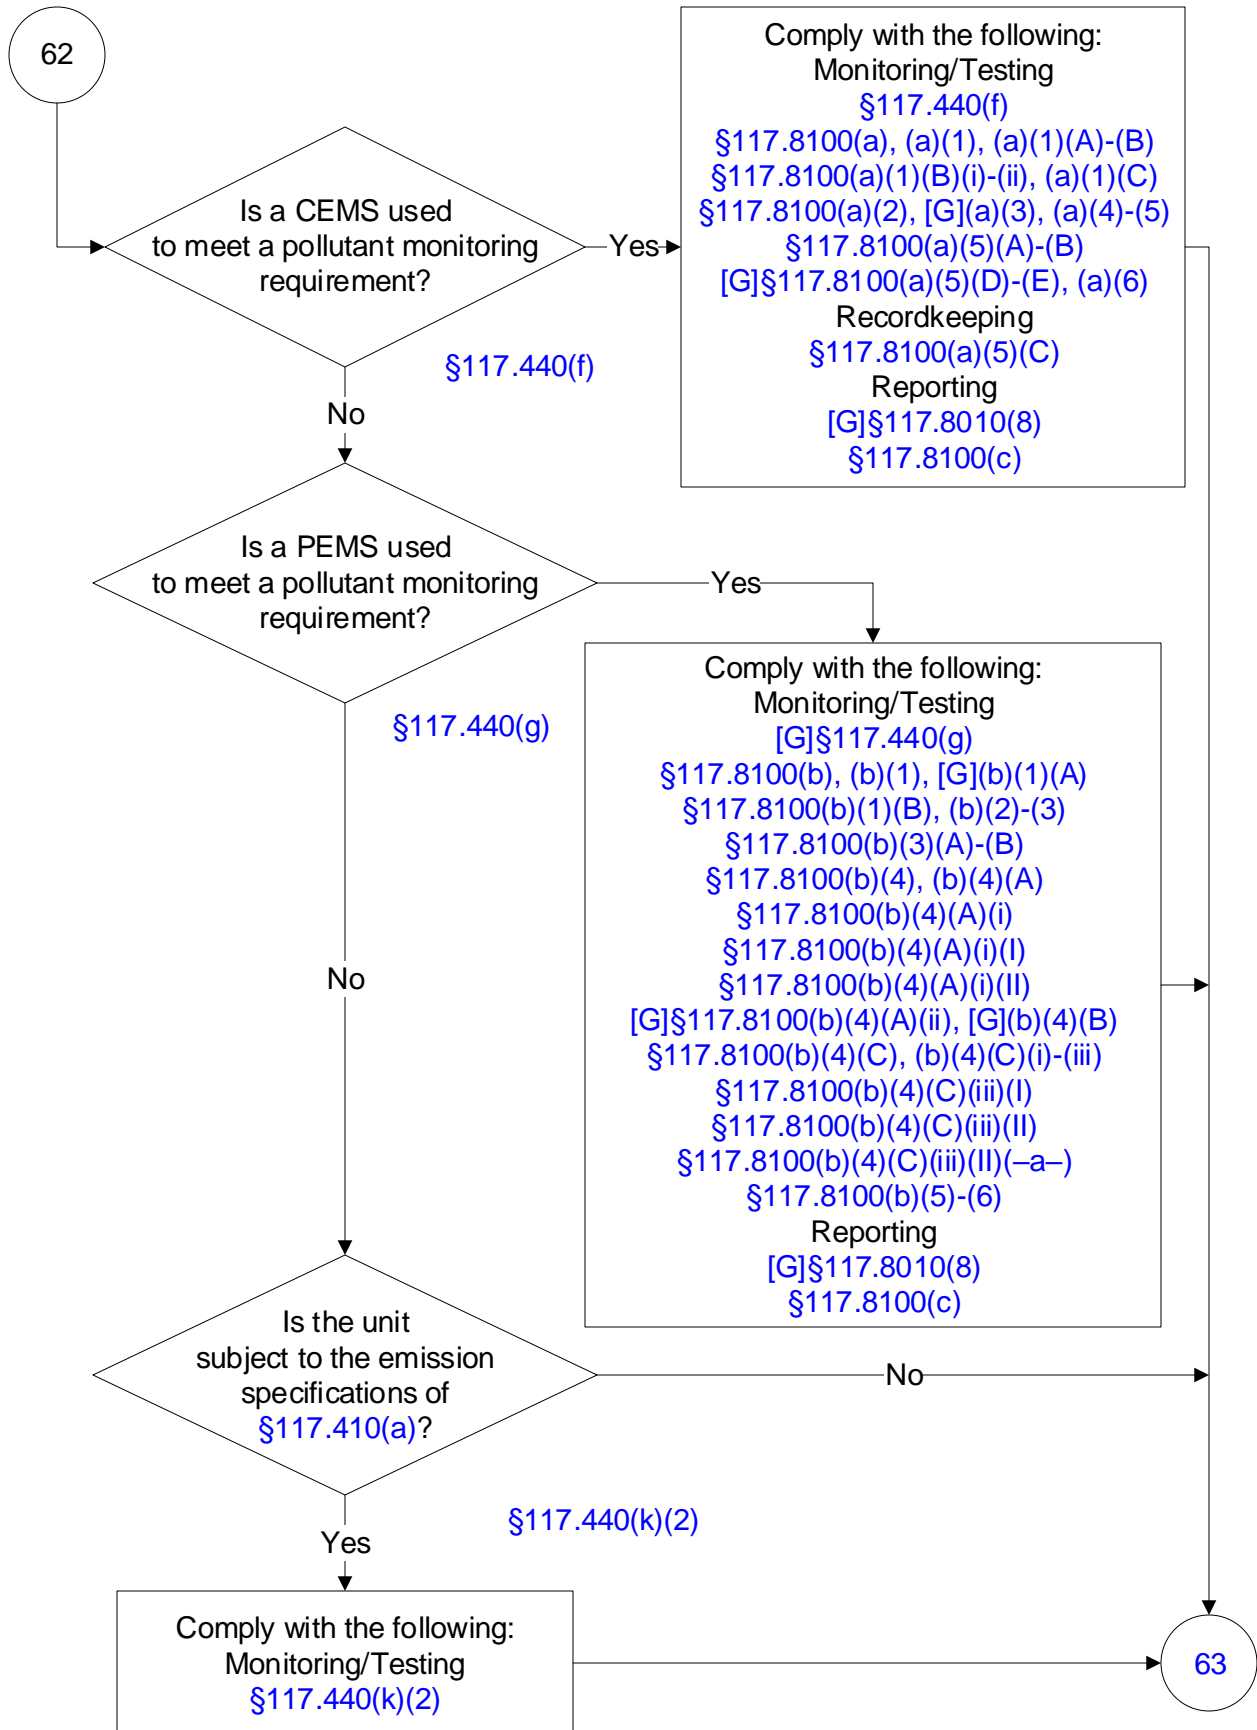 62
Is a CEMS used
to meet a pollutant monitoring
requirement?
Yes
§117.440(f)
No
Comply with the following:
Monitoring/Testing
§117.440(f)
§117.8100(a), (a)(1), (a)(1)(A)-(B)
§117.8100(a)(1)(B)(i)-(ii), (a)(1)(C)
§117.8100(a)(2), [G](a)(3), (a)(4)-(5)
§117.8100(a)(5)(A)-(B)
[G]§117.8100(a)(5)(D)-(E), (a)(6)
Recordkeeping
§117.8100(a)(5)(C)
Reporting
[G]§117.8010(8)
§117.8100(c)
Is a PEMS used
to meet a pollutant monitoring
requirement?
Yes
§117.440(g)
No
Comply with the following:
Monitoring/Testing
[G]§117.440(g)
§117.8100(b), (b)(1), [G](b)(1)(A)
§117.8100(b)(1)(B), (b)(2)-(3)
§117.8100(b)(3)(A)-(B)
§117.8100(b)(4), (b)(4)(A)
§117.8100(b)(4)(A)(i)
§117.8100(b)(4)(A)(i)(I)
§117.8100(b)(4)(A)(i)(II)
[G]§117.8100(b)(4)(A)(ii), [G](b)(4)(B)
§117.8100(b)(4)(C), (b)(4)(C)(i)-(iii)
§117.8100(b)(4)(C)(iii)(I)
§117.8100(b)(4)(C)(iii)(II)
§117.8100(b)(4)(C)(iii)(II)(–a–)
§117.8100(b)(5)-(6)
Reporting
[G]§117.8010(8)
§117.8100(c)
Is the unit
subject to the emission
specifications of
§117.410(a)?
No
§117.440(k)(2)
Yes
Comply with the following:
Monitoring/Testing
§117.440(k)(2)
63